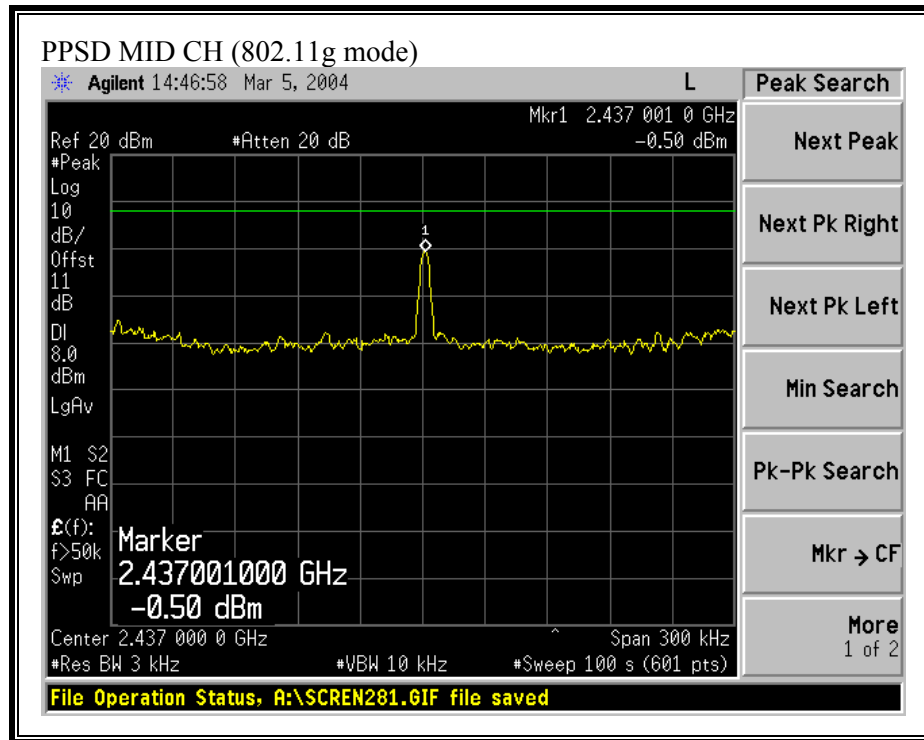 PPSD MID CH (802.11g mode)
Agilent 14:46:58 Mar 5, 2004 L
Peak Search
Mkr1 2.437 001 0 GHz
Ref 20 dBm #Atten 20 dB -0.50 dBm
#Peak
Log
10
dB/
Offst
11
dB
DI
8.0
dBm
LgAv
M1 S2
S3 FC
AA
£(f):
f>50k
Swp
1
Marker
2.437001000 GHz
-0.50 dBm
Center 2.437 000 0 GHz ^ Span 300 kHz
#Res BW 3 kHz #VBW 10 kHz #Sweep 100 s (601 pts)
Next Peak
Next Pk Right
Next Pk Left
Min Search
Pk-Pk Search
Mkr → CF
More
1 of 2
File Operation Status, A:\SCREN281.GIF file saved